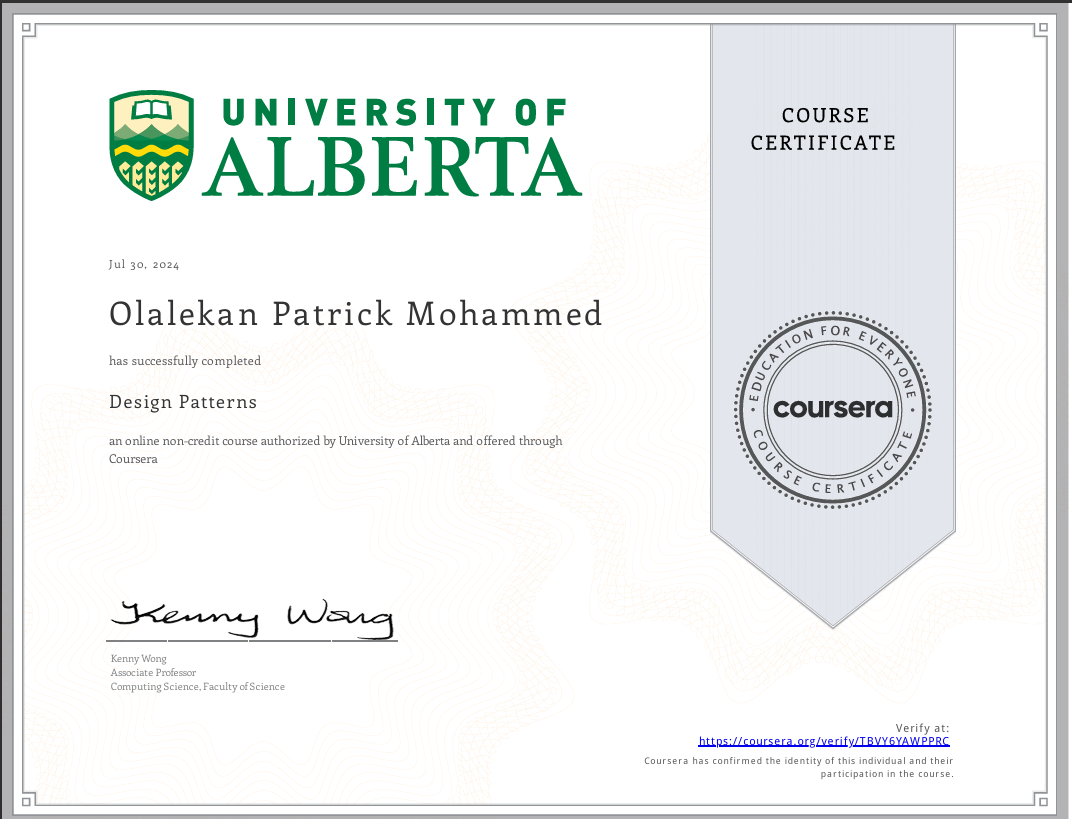 UNIVERSITY OF
ALBERTA
COURSE
CERTIFICATE
Jul 30, 2024
Olalekan Patrick Mohammed
has successfully completed
Design Patterns
an online non-credit course authorized by University of Alberta and offered through
Coursera
EDUCATION FOR EVERYONE
coursera
COURSE CERTIFICATE
Kenny Wong
Kenny Wong
Associate Professor
Computing Science, Faculty of Science
Verify at:
https://coursera.org/verify/TBVY6YAWPPRC
Coursera has confirmed the identity of this individual and their
participation in the course.